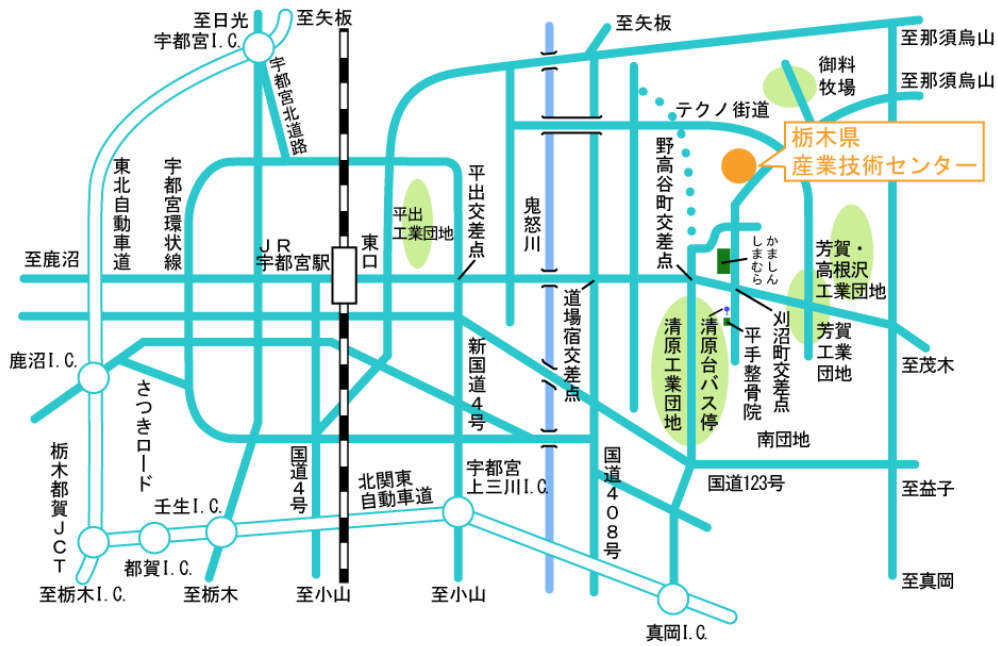 至日光
宇都宮I.C.
至矢板
宇都宮北道路
至矢板
至那須烏山
御料
牧場
至那須烏山
テクノ街道
栃木県
産業技術センター
東北自動車道
宇都宮環状線
平出
工業団地
平出交差点
鬼怒川
野高谷町交差点
至鹿沼
JR
宇都宮駅
東口
かましん
しまむら
芳賀・
高根沢
工業団地
道場宿交差点
清原工業団地
清原台バス停
平手整骨院
刈沼町交差点
芳賀
工業
団地
至茂木
鹿沼I.C.
さつきロード
新国道4号
南団地
栃木都賀JCT
国道4号
北関東
自動車道
宇都宮
上三川I.C.
国道408号
国道123号
至益子
壬生I.C.
都賀I.C.
至栃木I.C.
至栃木
至小山
至小山
至真岡
真岡I.C.